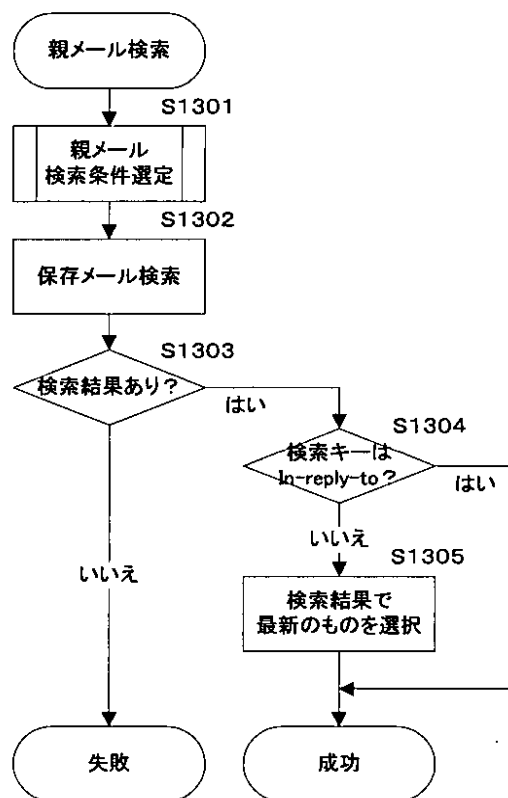 親メール検索
S1301
親メール
検索条件選定
S1302
保存メール検索
S1303
検索結果あり？
はい
S1304
検索キーは
In-reply-to？
はい
いいえ
S1305
いいえ
検索結果で
最新のものを選択
失敗
成功